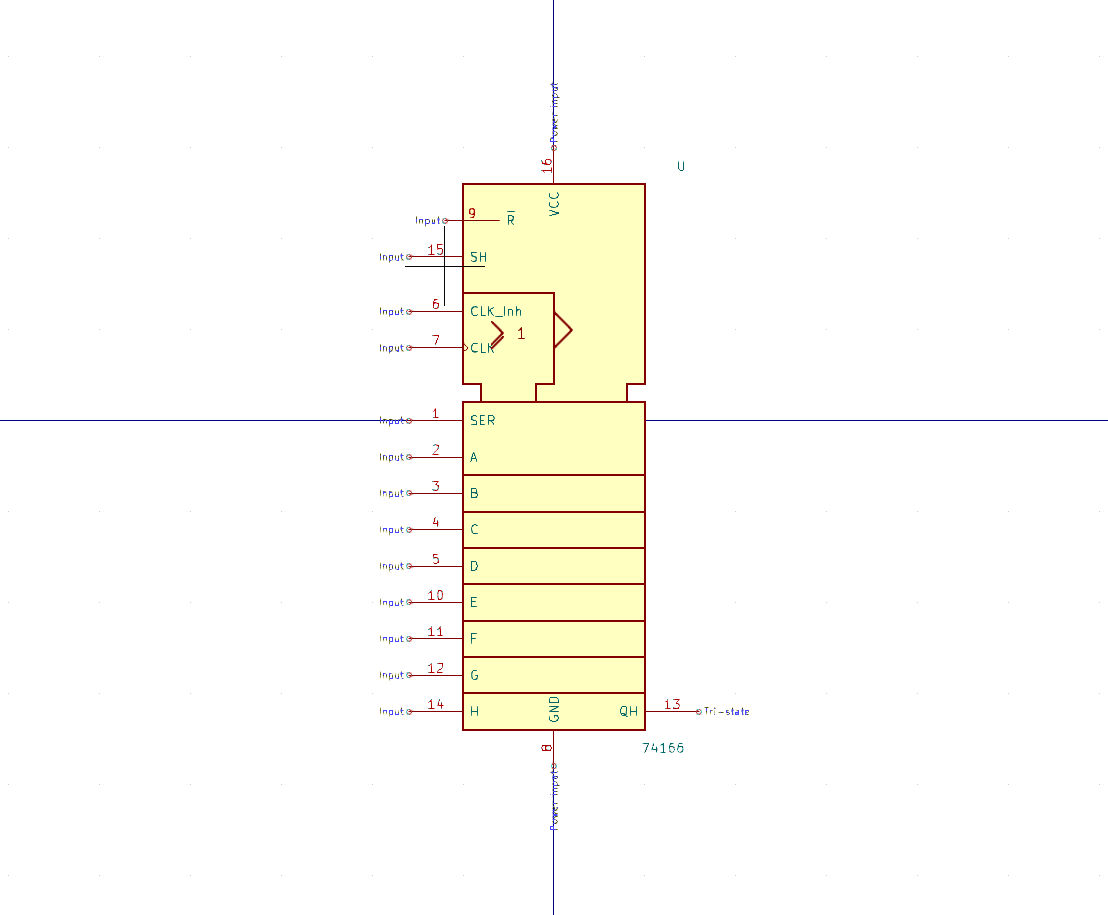 Power input
16
U
VCC
Input 9 R̅
Input 15 SH
Input 6 CLK_Inh
1
Input 7 CLK
Input 1 SER
Input 2 A
Input 3 B
Input 4 C
Input 5 D
Input 10 E
Input 11 F
Input 12 G
Input 14 H GND QH 13 Tri-state
8 74166
Power input